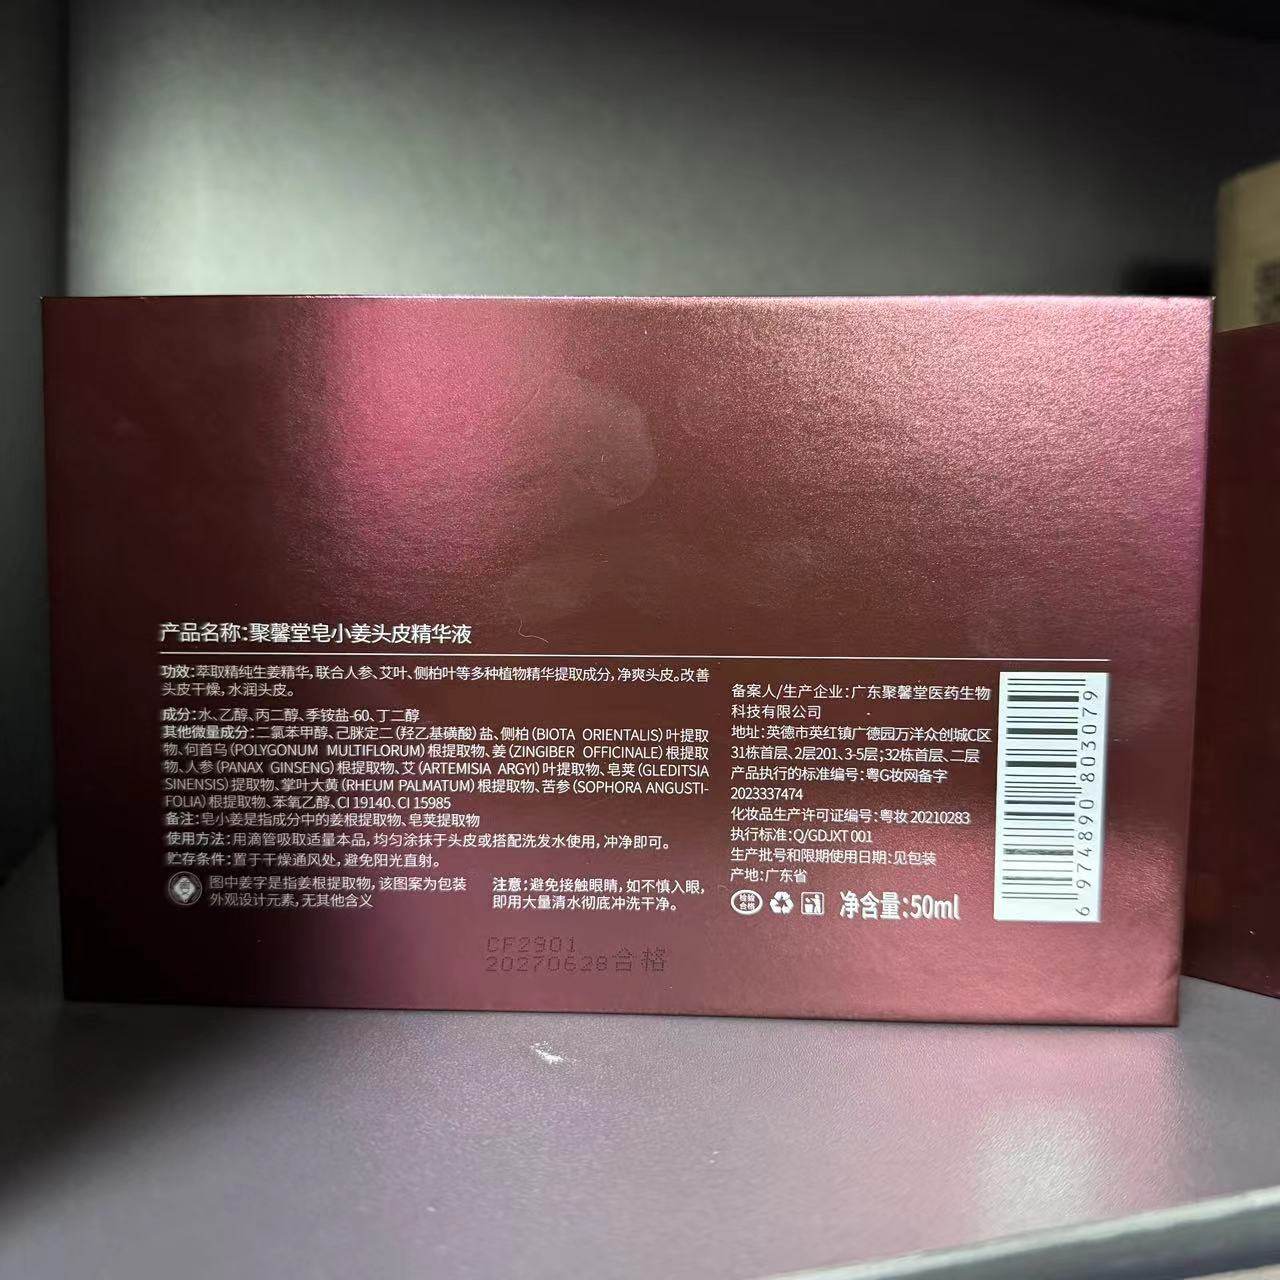 产品名称:聚馨堂皂小姜头皮精华液
功效:萃取精纯生姜精华,联合人参、艾叶、侧柏叶等多种植物精华提取成分,净爽头皮。改善
头皮干燥,水润头皮。
成分:水、乙醇、丙二醇、季铵盐-60、丁二醇
其他微量成分:二氯苯甲醇、己脒定二(羟乙基磺酸)盐、侧柏(BIOTA ORIENTALIS)叶提取
物、何首乌(POLYGONUM MULTIFLORUM)根提取物、姜(ZINGIBER OFFICINALE)根提取
物、人参(PANAX GINSENG)根提取物、艾(ARTEMISIA ARGYI)叶提取物、皂荚(GLEDITSIA
SINENSIS)提取物、掌叶大黄(RHEUM PALMATUM)根提取物、苦参(SOPHORA ANGUSTI-
FOLIA)根提取物、苯氧乙醇、CI 19140、CI 15985
备注:皂小姜是指成分中的姜根提取物、皂荚提取物
使用方法:用滴管吸取适量本品,均匀涂抹于头皮或搭配洗发水使用,冲净即可。
贮存条件:置于干燥通风处,避免阳光直射。
图中姜字是指姜根提取物,该图案为包装
外观设计元素,无其他含义
注意:避免接触眼睛,如不慎入眼,
即用大量清水彻底冲洗干净。
CF2901
20270628合格
备案人/生产企业:广东聚馨堂医药生物
科技有限公司
地址:英德市英红镇广德园万洋众创城C区
31栋首层、2层201、3-5层;32栋首层、二层
产品执行的标准编号:粤G妆网备字
2023337474
化妆品生产许可证编号:粤妆20210283
执行标准:Q/GDJXT 001
生产批号和限期使用日期:见包装
产地:广东省
检验
合格
净含量:50ml
6 974890 803079